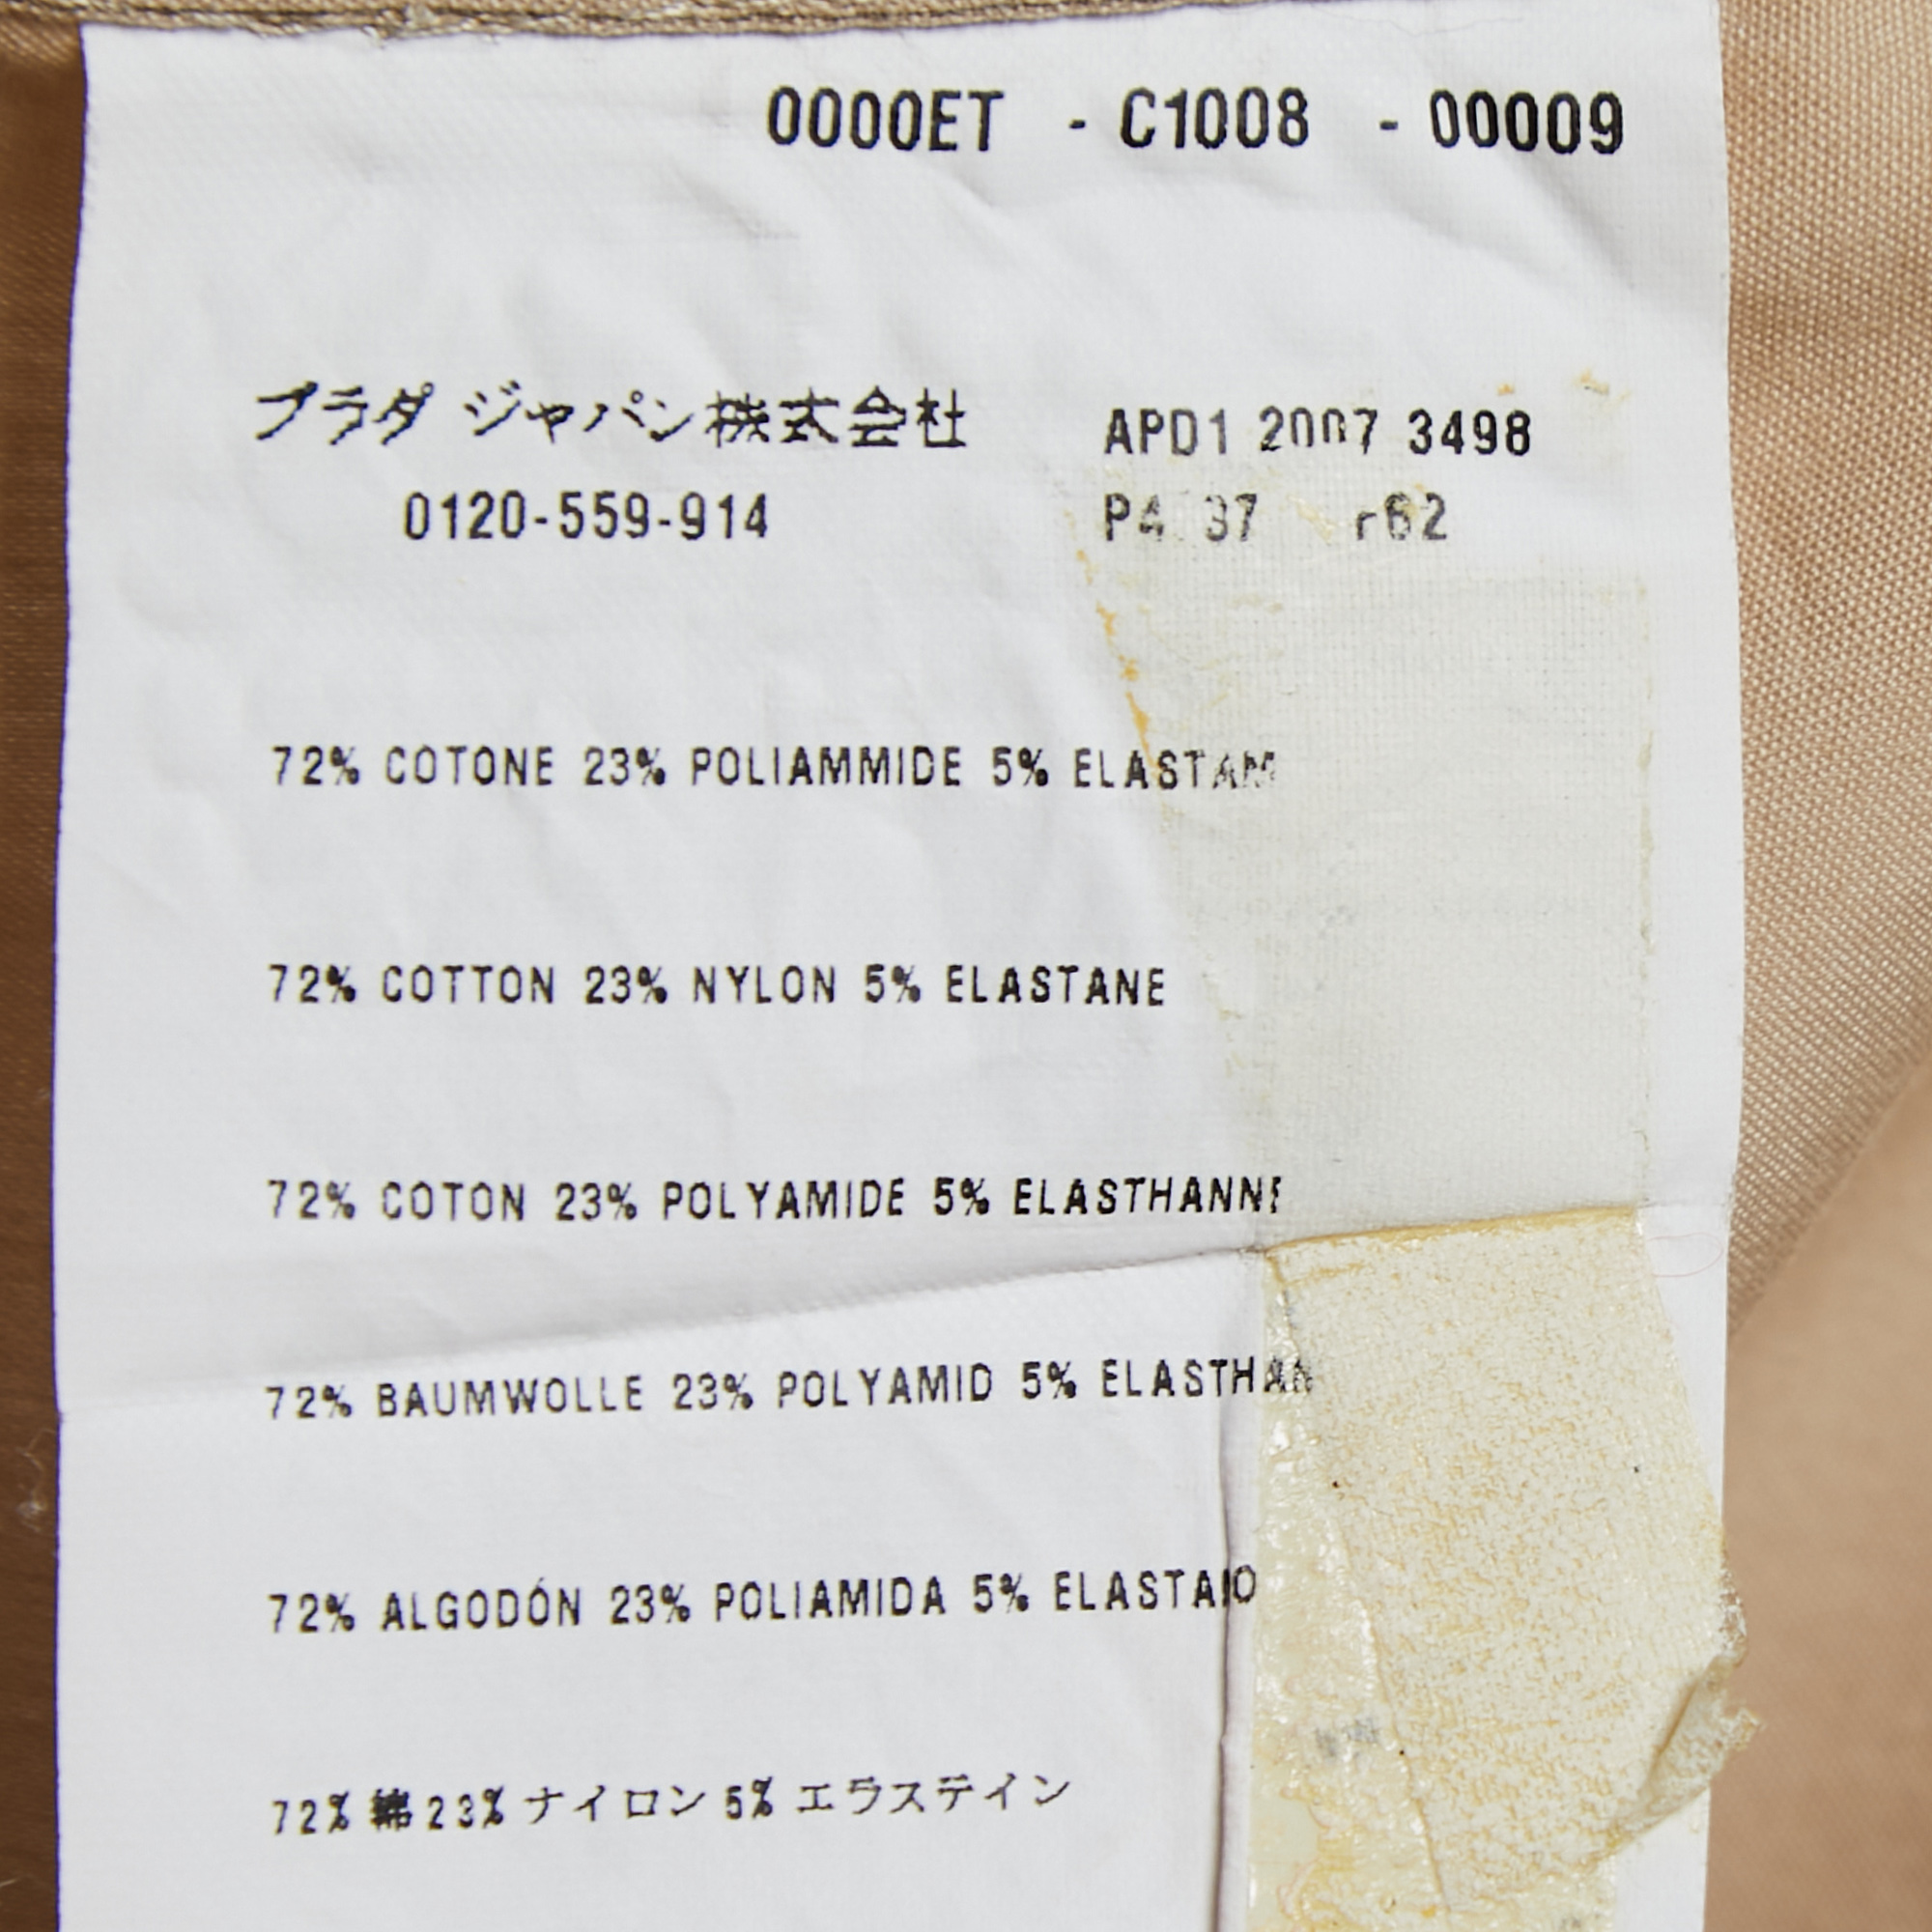 0000ET - C1008 - 00009
プラダ ジャパン株式会社 APD1 2007 3498
0120-559-914
72% COTONE 23% POLIAMMIDE 5% ELASTAM
72% COTTON 23% NYLON 5% ELASTANE
72% COTON 23% POLYAMIDE 5% ELASTHANNE
72% BAUMWOLLE 23% POLYAMID 5% ELASTHAN
72% ALGODÓN 23% POLIAMIDA 5%
72% 綿 23% ナイロン 5% エラステイン